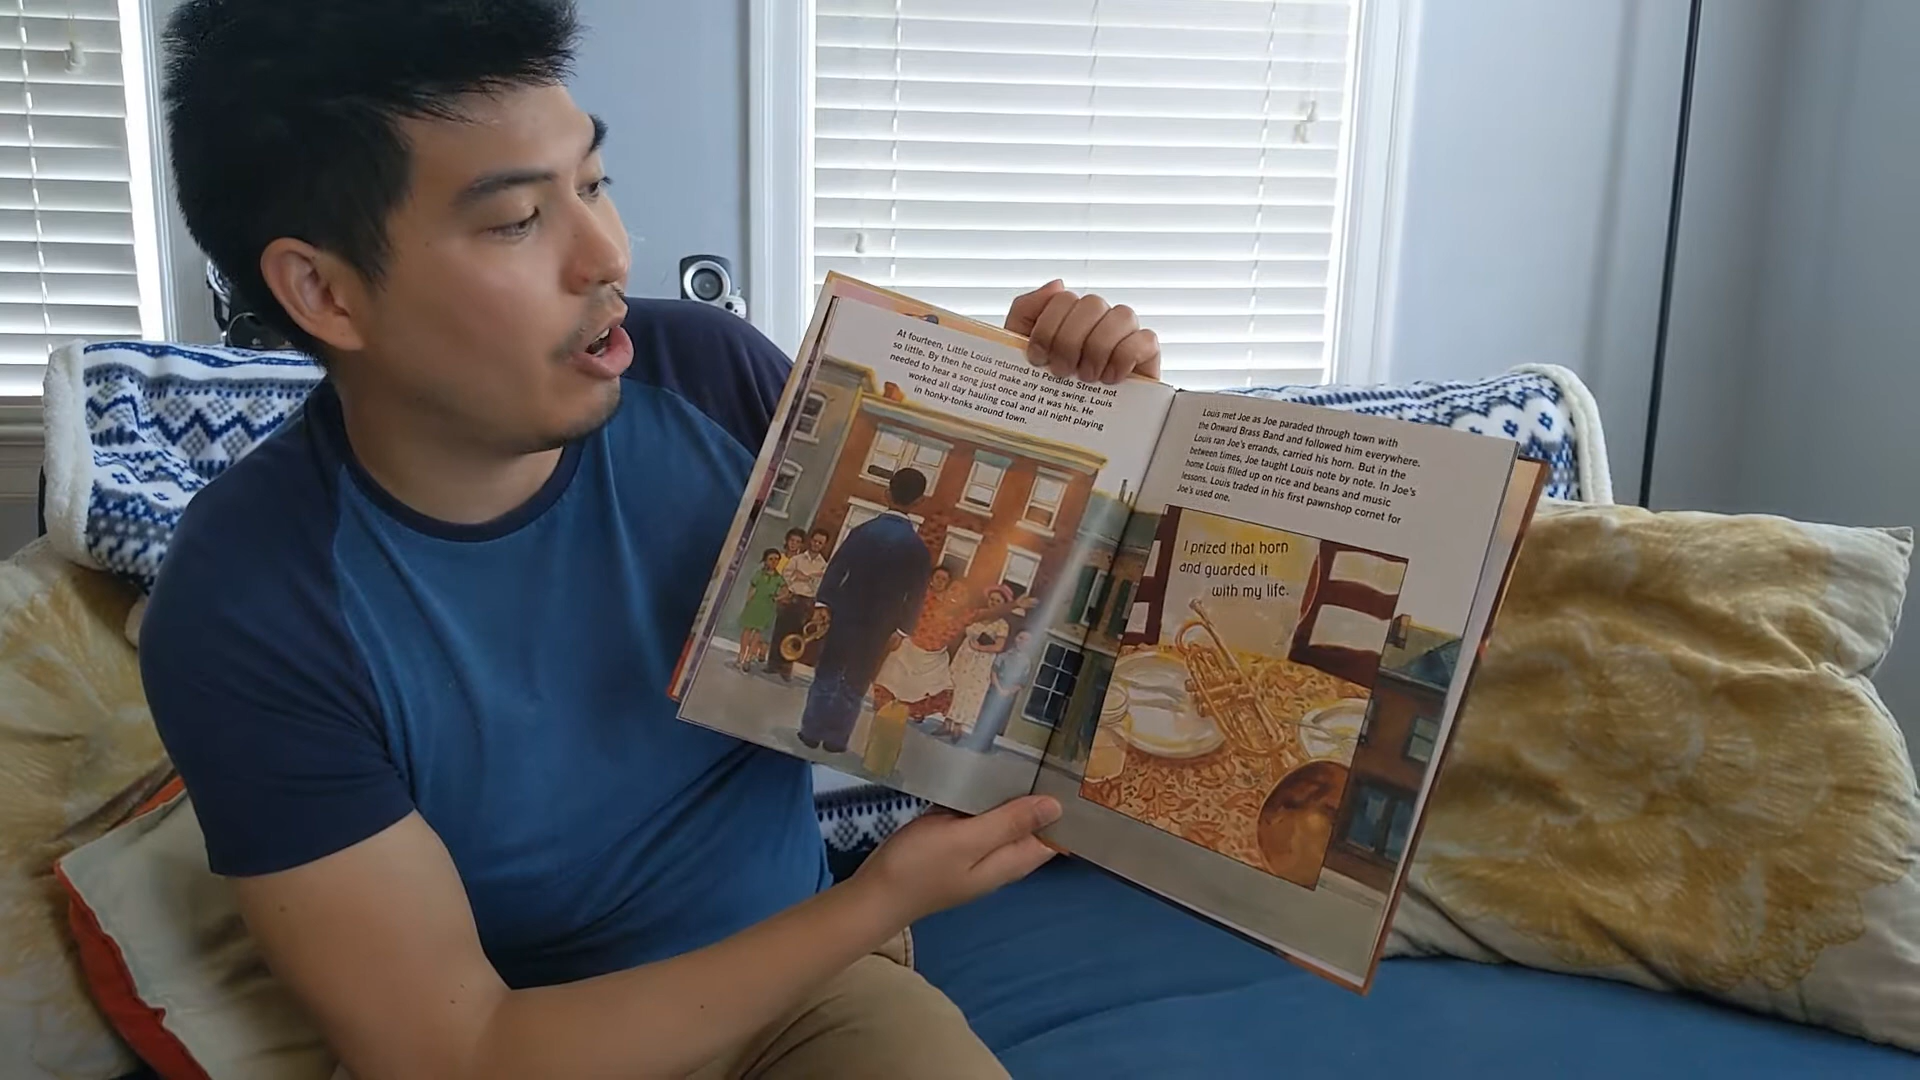 At fourteen, Little Louis returned to Perdido Street not
so little. By then he could make any song swing. Louis
needed to hear a song just once and it was his. He
worked all day hauling coal and all night playing
in honky-tonks around town.
Louis met Joe as Joe paraded through town with
the Onward Brass Band and followed him everywhere.
Louis ran Joe's errands, carried his horn. But in the
between times, Joe taught Louis note by note. In Joe's
home Louis filled up on rice and beans and music
lessons. Louis traded in his first pawnshop cornet for
Joe's used one.
I prized that horn
and guarded it
with my life.